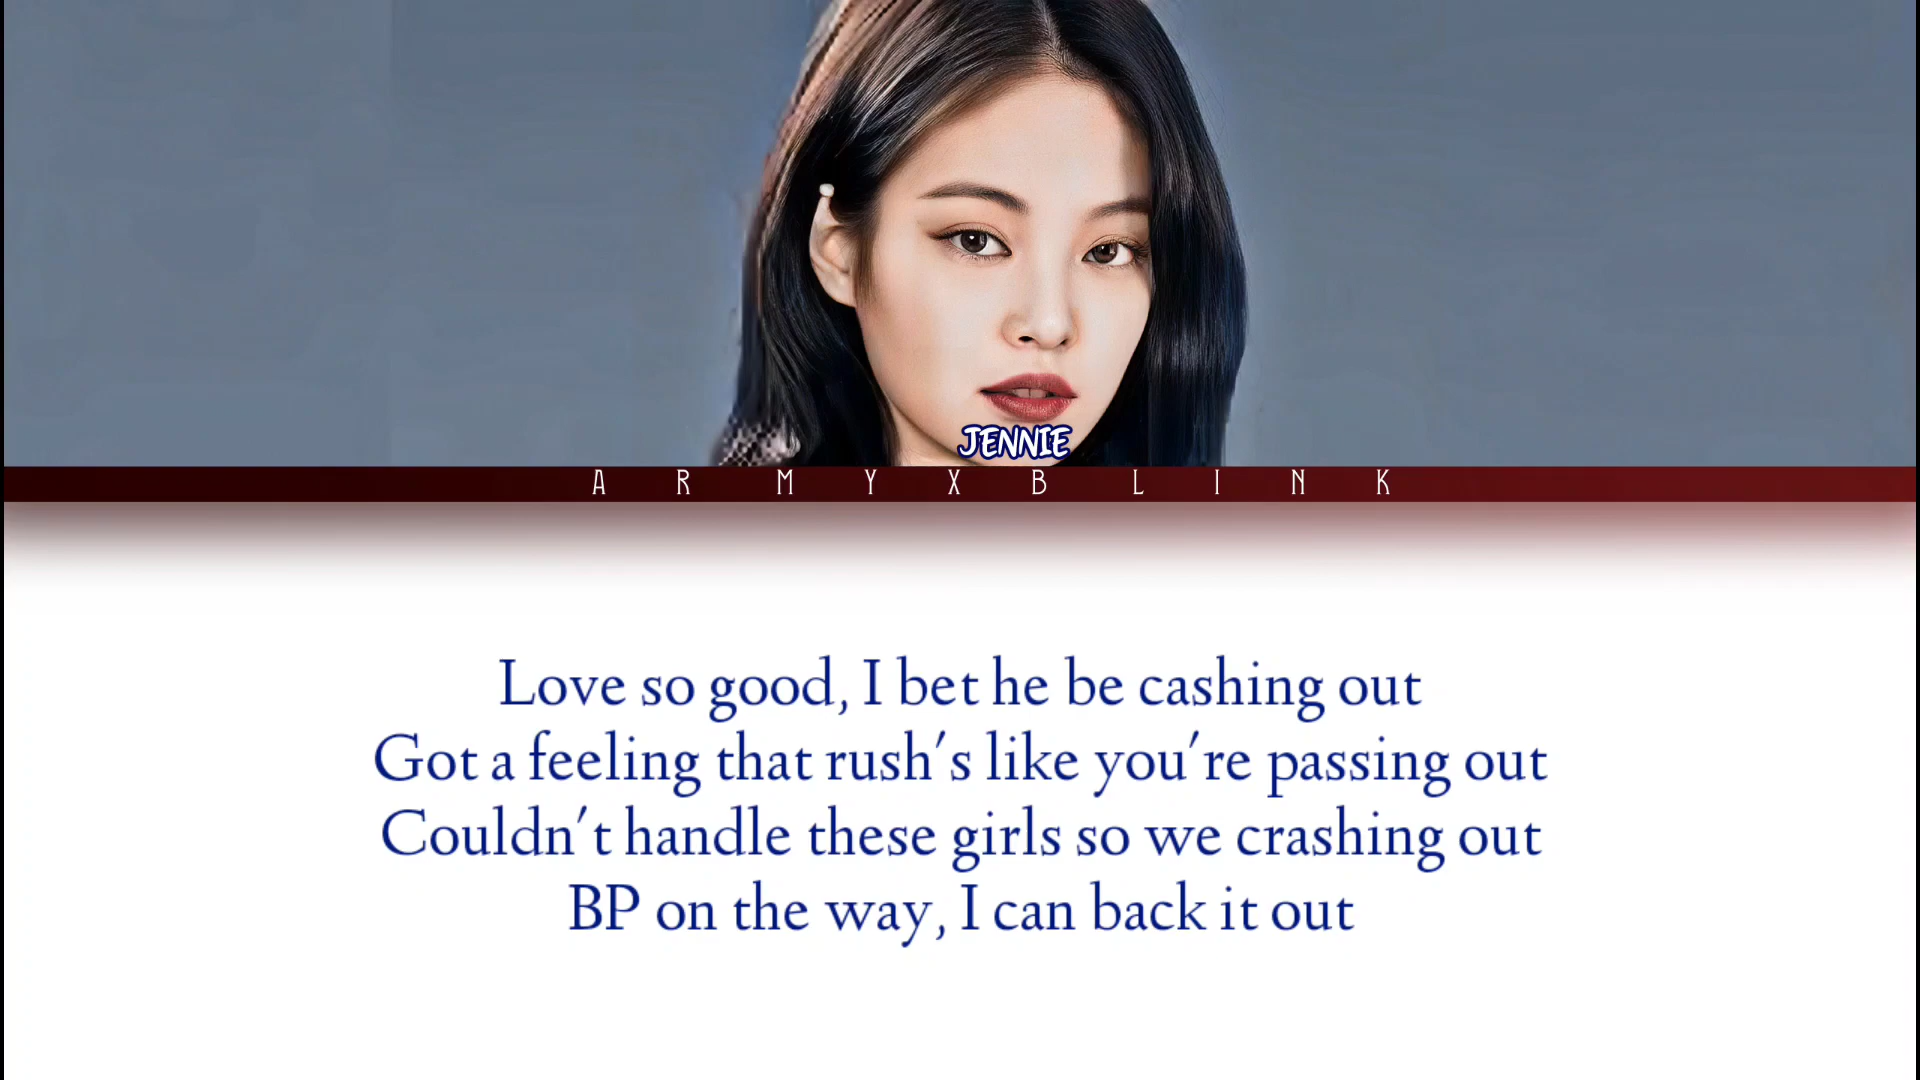 JENNIE
ARMYXBLINK
Love so good, I bet he be cashing out
Got a feeling that rush's like you're passing out
Couldn't handle these girls so we crashing out
BP on the way, I can back it out